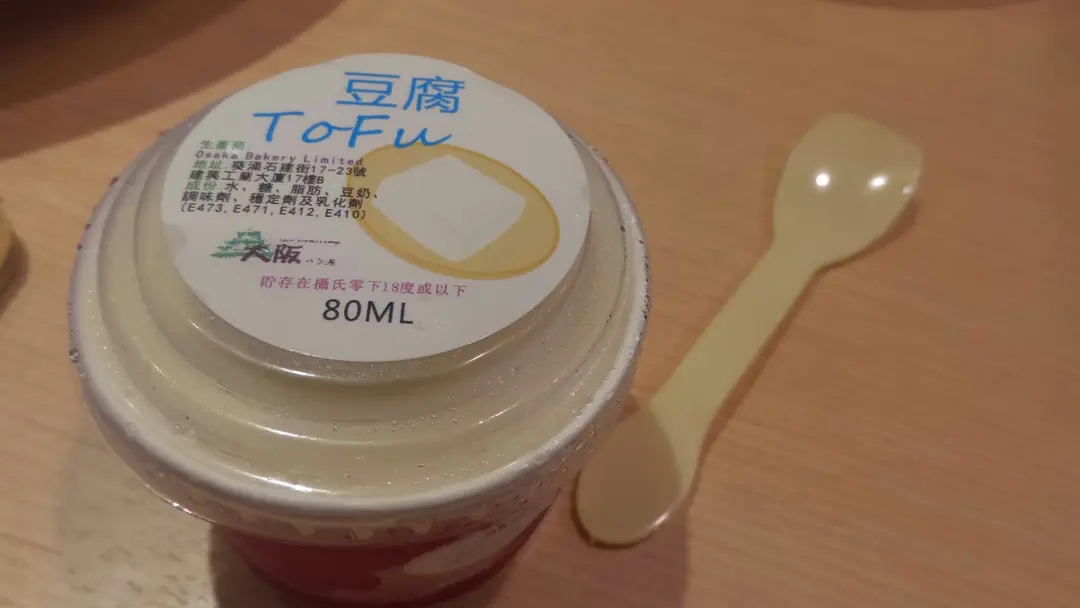 豆腐
ToFu
生產商
Osaka Bakery Limited
地址 葵涌石建街17-23號
建興工業大廈17樓B
成份 水、糖、脂肪、豆奶、
調味劑、穩定劑及乳化劑
(E473, E471, E412, E410)
大阪
貯存在攝氏零下18度或以下
80ML